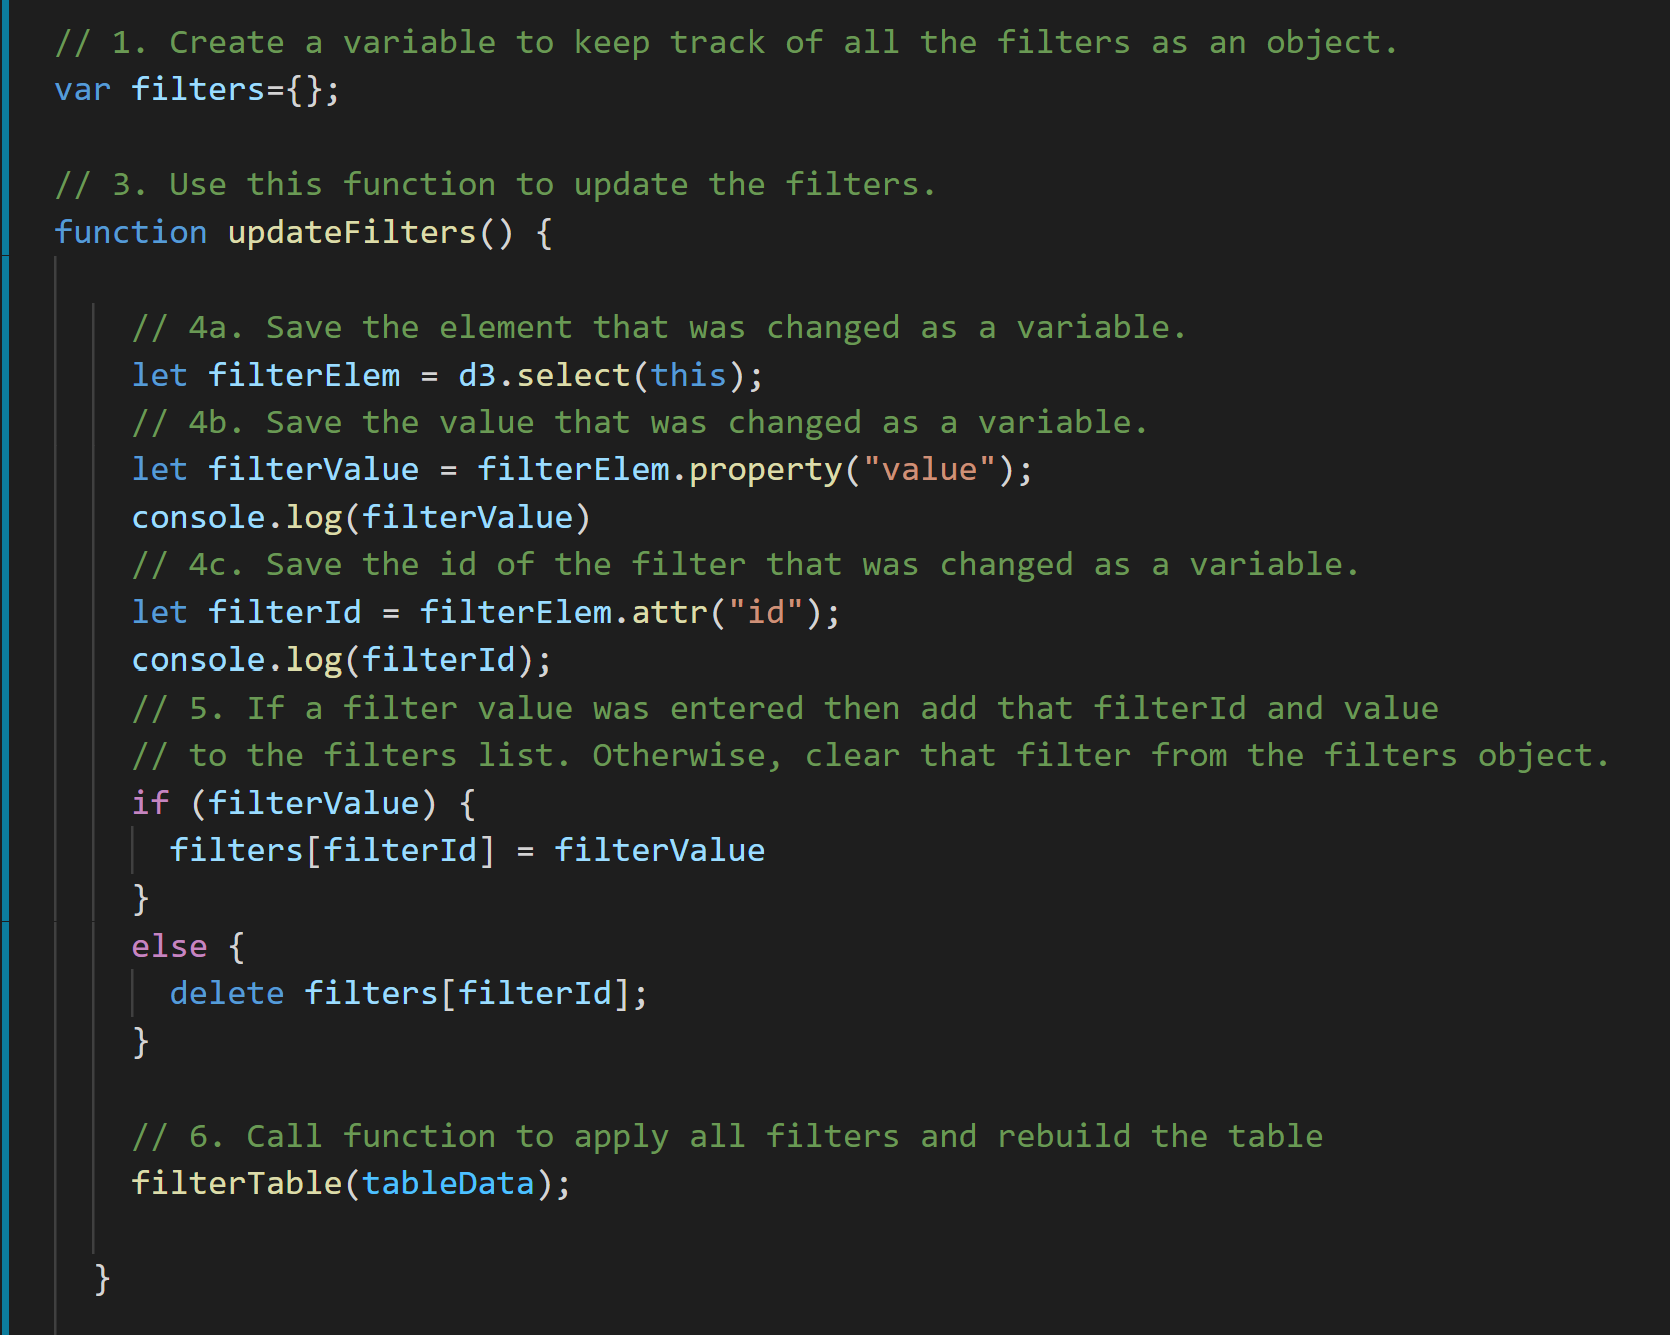 // 1. Create a variable to keep track of all the filters as an object.
var filters={};
// 3. Use this function to update the filters.
function updateFilters() {
// 4a. Save the element that was changed as a variable.
let filterElem = d3.select(this);
// 4b. Save the value that was changed as a variable.
let filterValue = filterElem.property("value");
console.log(filterValue)
// 4c. Save the id of the filter that was changed as a variable.
let filterId = filterElem.attr("id");
console.log(filterId);
// 5. If a filter value was entered then add that filterId and value
// to the filters list. Otherwise, clear that filter from the filters object.
if (filterValue) {
filters[filterId] = filterValue
}
else {
delete filters[filterId];
}
// 6. Call function to apply all filters and rebuild the table
filterTable(tableData);
}